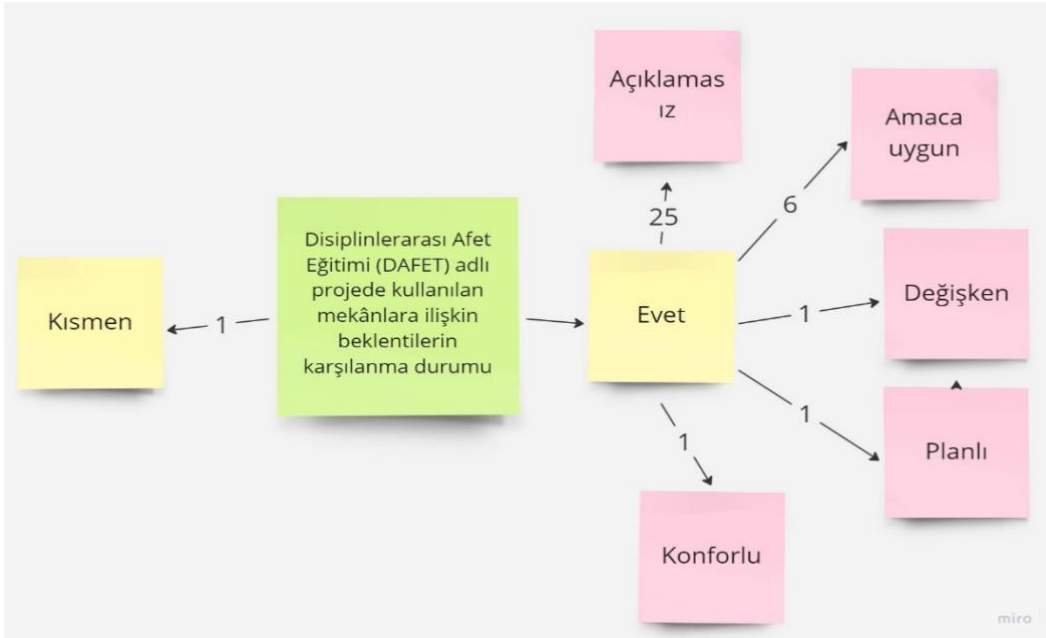 Açıklamas
ız
Amaca
uygun
25
6
Disiplinlerarası Afet
Eğitimi (DAFET) adlı
projede kullanılan
mekânlara ilişkin
beklentilerin
karşılanma durumu
Kısmen
1
Evet
1
Değişken
1
Planlı
1
Konforlu
miro